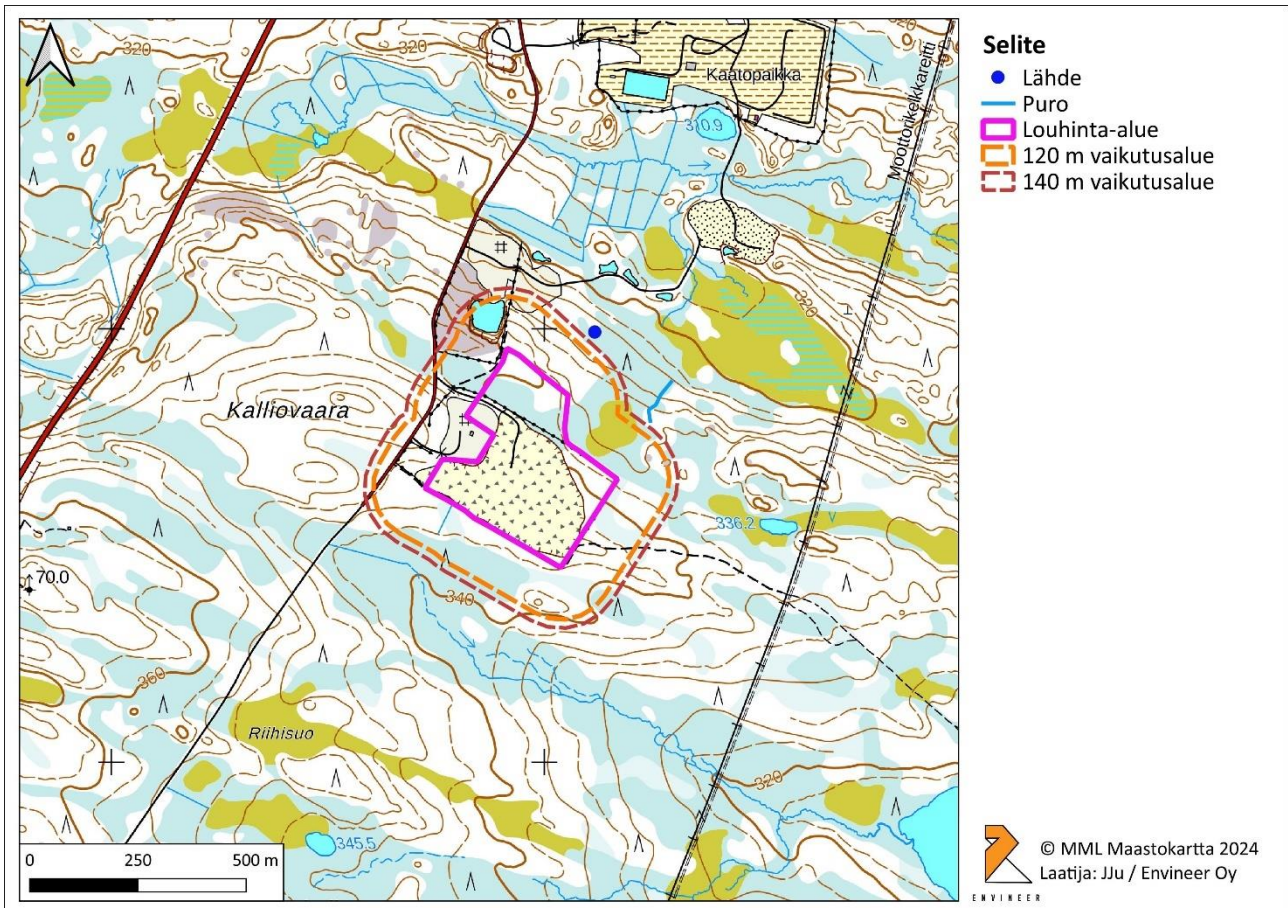 320
320
Kaatopaikka
Moottorikelkkareitti
310.9
320
Kalliovaara
336.2
70.0
340
360
Riihisuo
320
345.5
0 250 500 m
Selite
Lähde
Puro
Louhinta-alue
120 m vaikutusalue
140 m vaikutusalue
© MML Maastokartta 2024
Laatija: JJu / Envineer Oy
ENVINEER